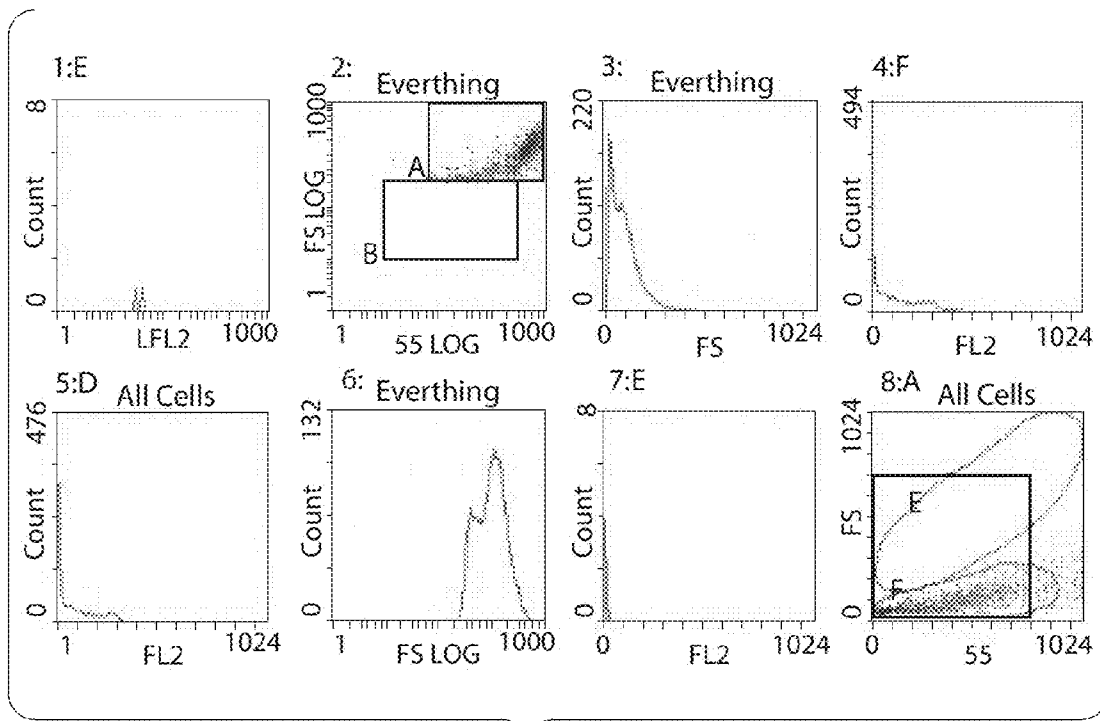 1:E
8
Count
0
1
1000
LFL2
2:
Everthing
1000
FS LOG
1
A
B
1
1000
55 LOG
3:
Everthing
220
Count
0
0
1024
FS
4:F
494
Count
0
0
1024
FL2
5:D
All Cells
476
Count
0
1
1024
FL2
6:
Everthing
132
Count
0
1
1000
FS LOG
7:E
8
Count
0
0
1024
FL2
8:A
All Cells
1024
FS
0
E
F
0
1024
55